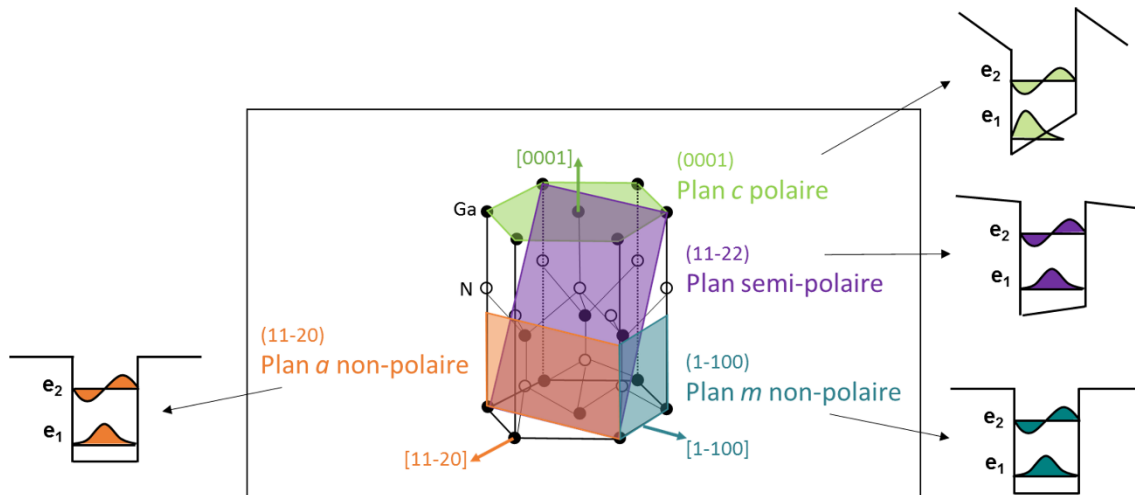 e2
e1
[0001]
(0001)
Plan c polaire
Ga
(11-22)
Plan semi-polaire
e2
e1
N
(11-20)
Plan a non-polaire
(1-100)
Plan m non-polaire
e2
e1
e2
e1
[11-20]
[1-100]